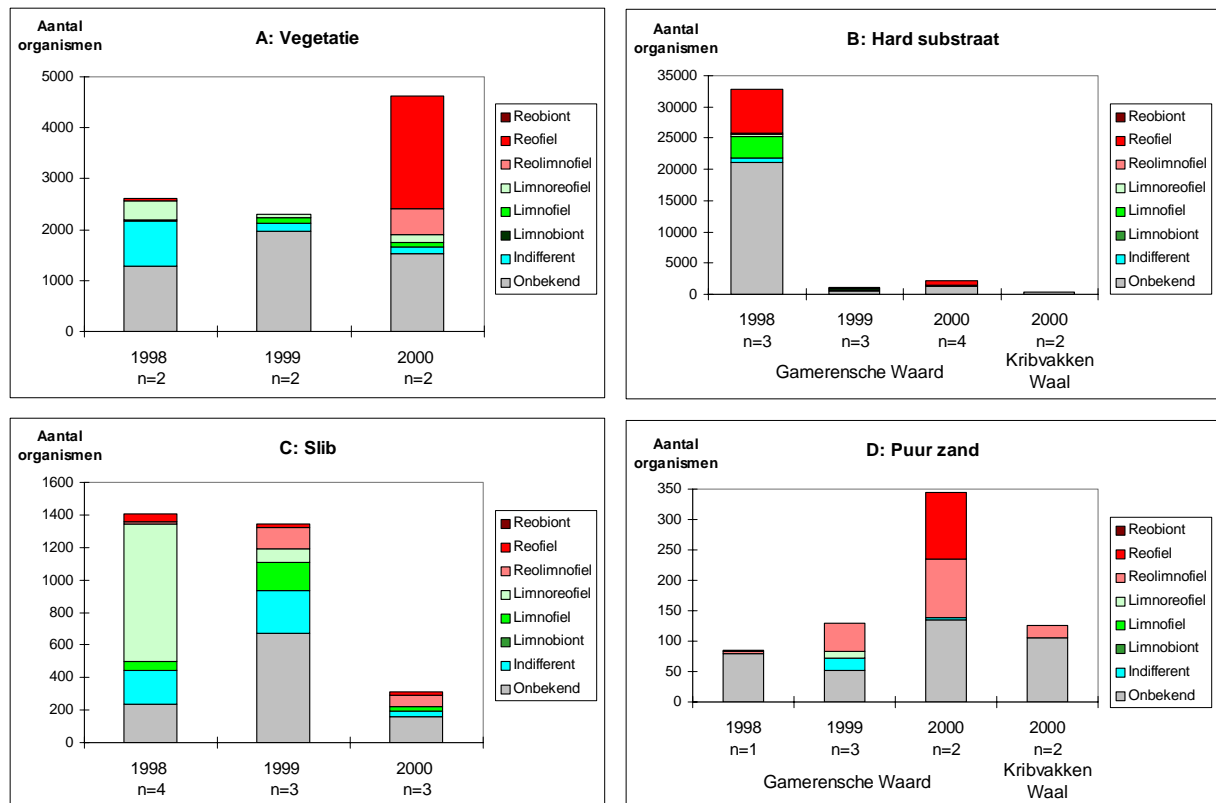 Aantal
organismen
A: Vegetatie
5000
4000
3000
2000
1000
0
1998
n=2
1999
n=2
2000
n=2
Reobiont
Reofiel
Reolimnofiel
Limnoreofiel
Limnofiel
Limnobiont
Indifferent
Onbekend
Aantal
organismen
B: Hard substraat
35000
30000
25000
20000
15000
10000
5000
0
1998
n=3
1999
n=3
2000
n=4
2000
n=2
Gamerensche Waard
Kribvakken
Waal
Reobiont
Reofiel
Reolimnofiel
Limnoreofiel
Limnofiel
Limnobiont
Indifferent
Onbekend
Aantal
organismen
C: Slib
1600
1400
1200
1000
800
600
400
200
0
1998
n=4
1999
n=3
2000
n=3
Reobiont
Reofiel
Reolimnofiel
Limnoreofiel
Limnofiel
Limnobiont
Indifferent
Onbekend
Aantal
organismen
D: Puur zand
350
300
250
200
150
100
50
0
1998
n=1
1999
n=3
2000
n=2
2000
n=2
Gamerensche Waard
Kribvakken
Waal
Reobiont
Reofiel
Reolimnofiel
Limnoreofiel
Limnofiel
Limnobiont
Indifferent
Onbekend